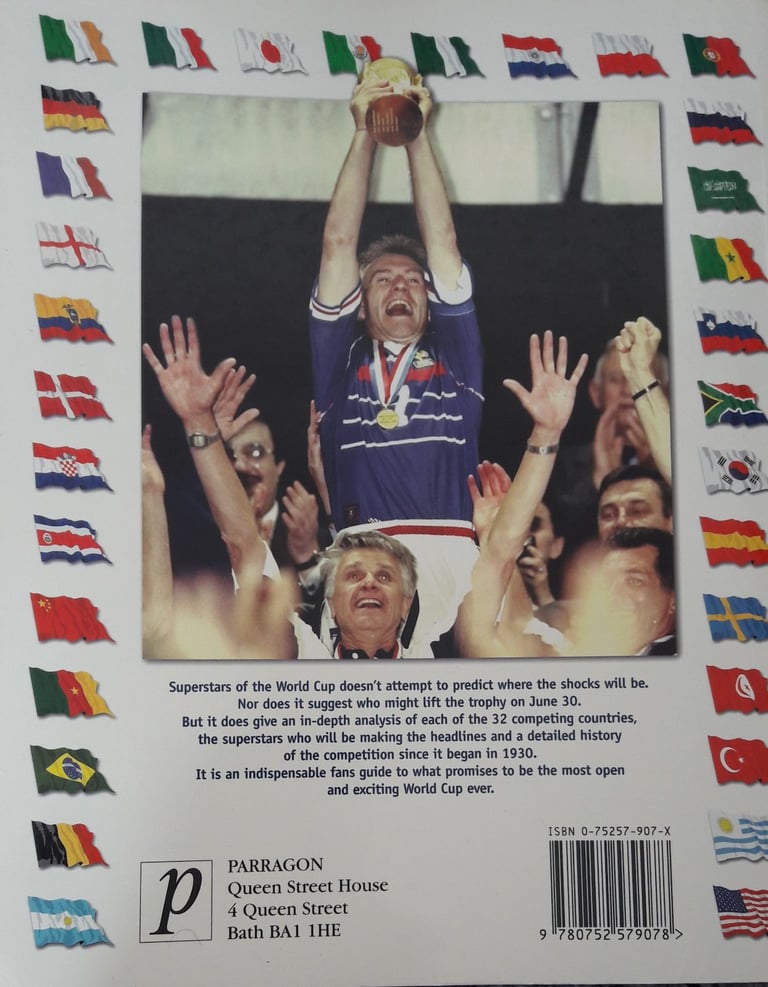 Superstars of the World Cup doesn't attempt to predict where the shocks will be.
Nor does it suggest who might lift the trophy on June 30.
But it does give an in-depth analysis of each of the 32 competing countries,
the superstars who will be making the headlines and a detailed history
of the competition since it began in 1930.
It is an indispensable fans guide to what promises to be the most open
and exciting World Cup ever.
ISBN 0-75257-907-X
9 780752 579078 >
p
PARRAGON
Queen Street House
4 Queen Street
Bath BA1 1HE